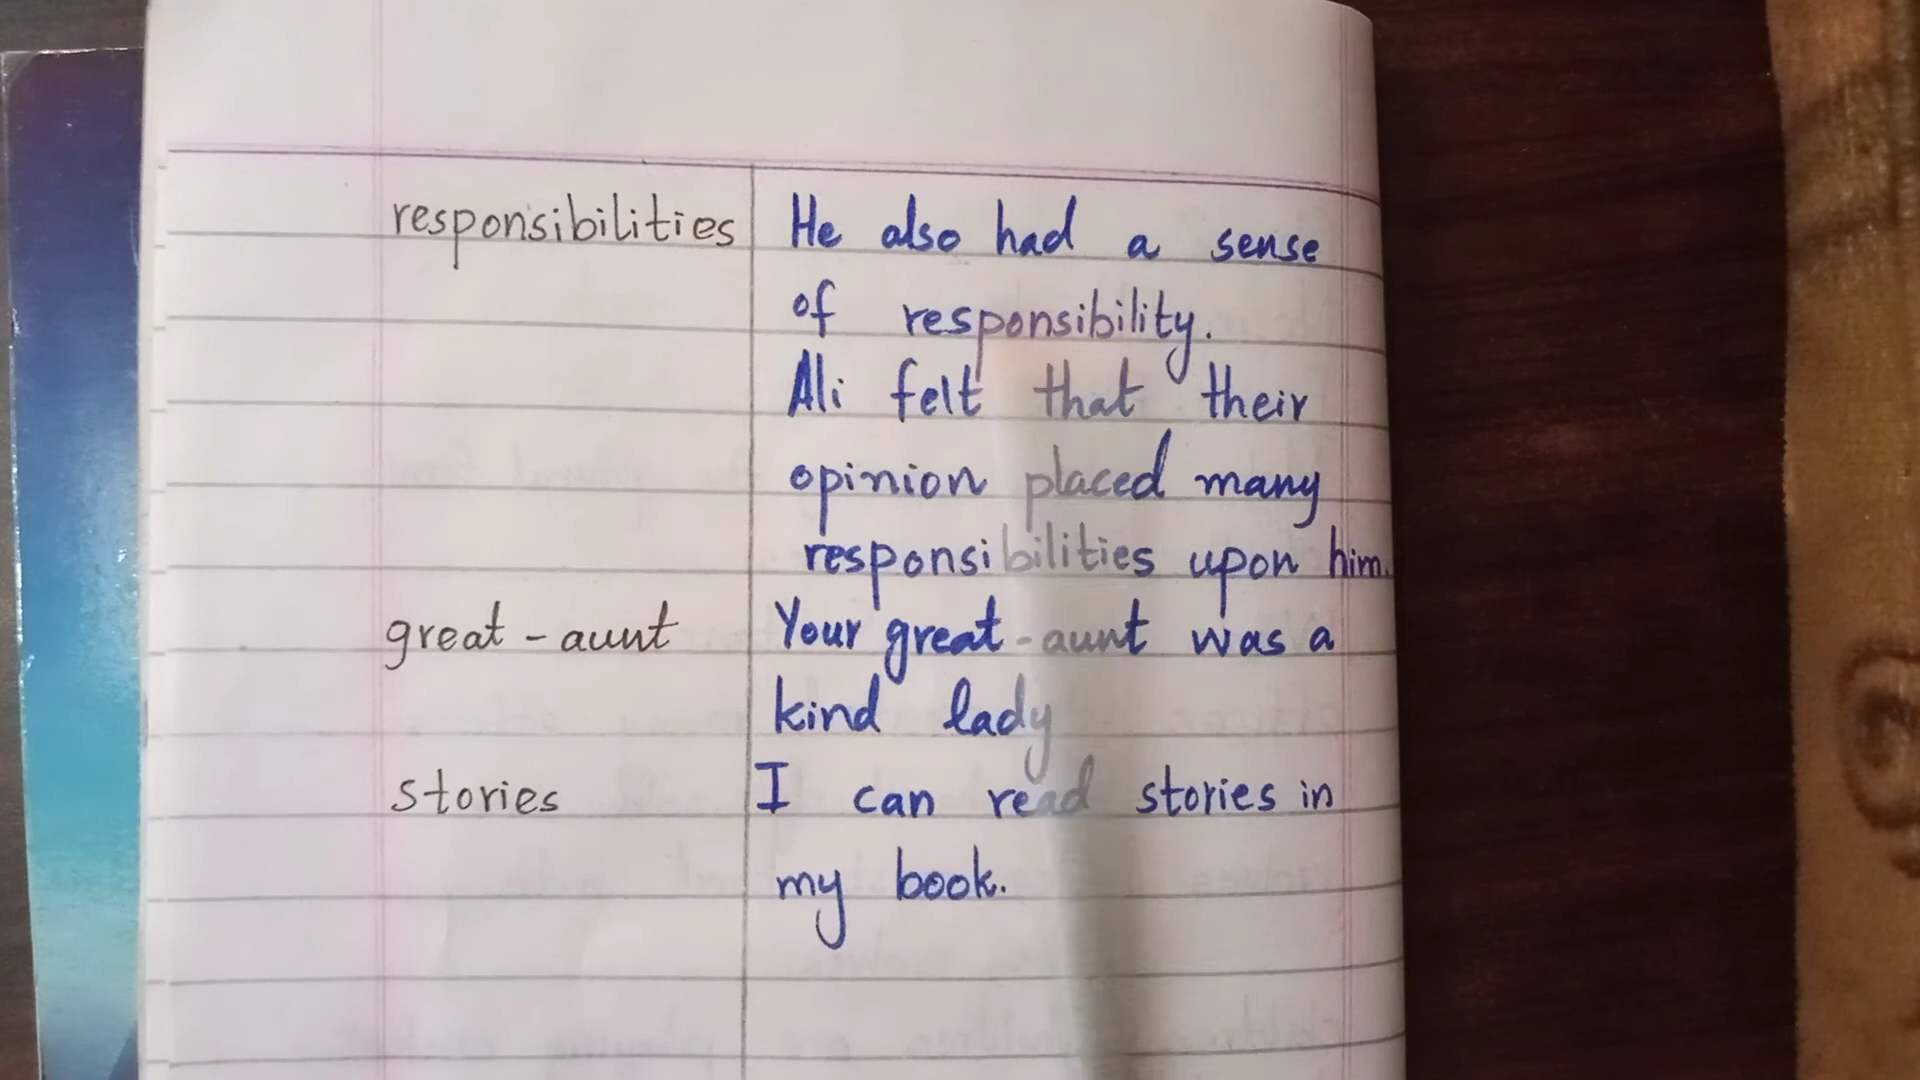 responsibilities He also had a sense
of responsibility.
Ali felt that their
opinion placed many
responsibilities upon him.
great-aunt Your great-aunt was a
kind lady
stories I can read stories in
my book.